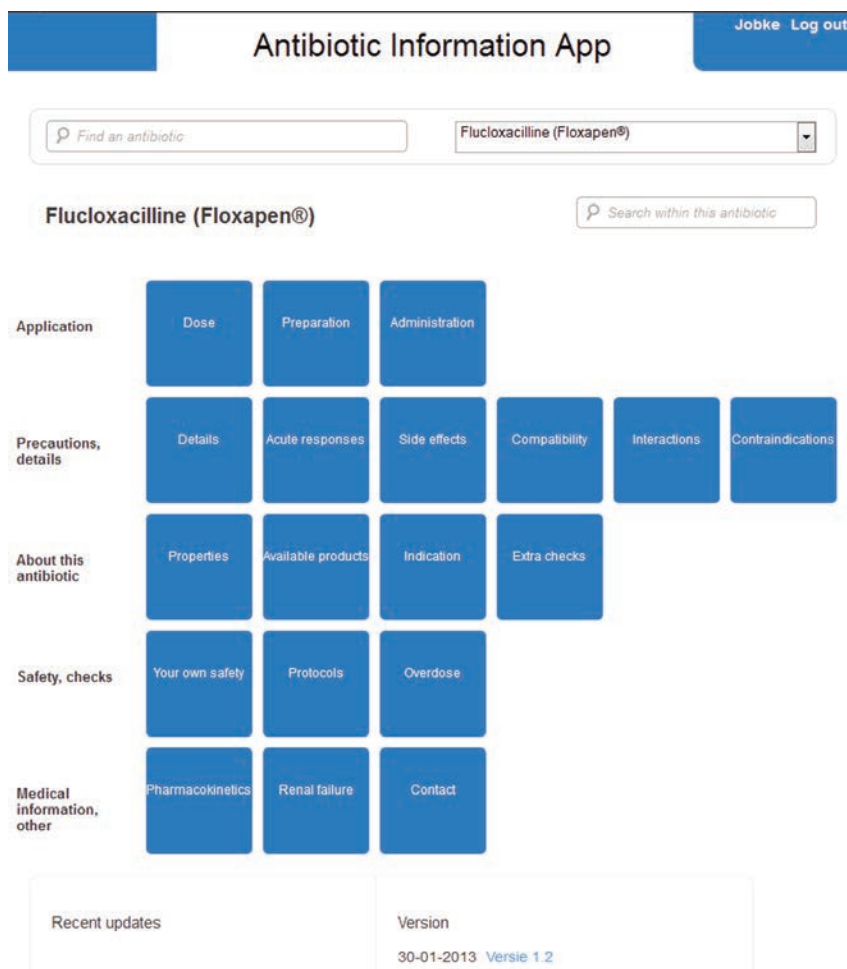 Jobke Log out
Antibiotic Information App
Find an antibiotic
Flucloxacilline (Floxapen®)
Flucloxacilline (Floxapen®)
Search within this antibiotic
Application
Dose
Preparation
Administration
Precautions,
details
Details
Acute responses
Side effects
Compatibility
Interactions
Contraindications
About this
antibiotic
Properties
Available products
Indication
Extra checks
Safety, checks
Your own safety
Protocols
Overdose
Medical
information,
other
Pharmacokinetics
Renal failure
Contact
Recent updates
Version
30-01-2013 Versie 1.2